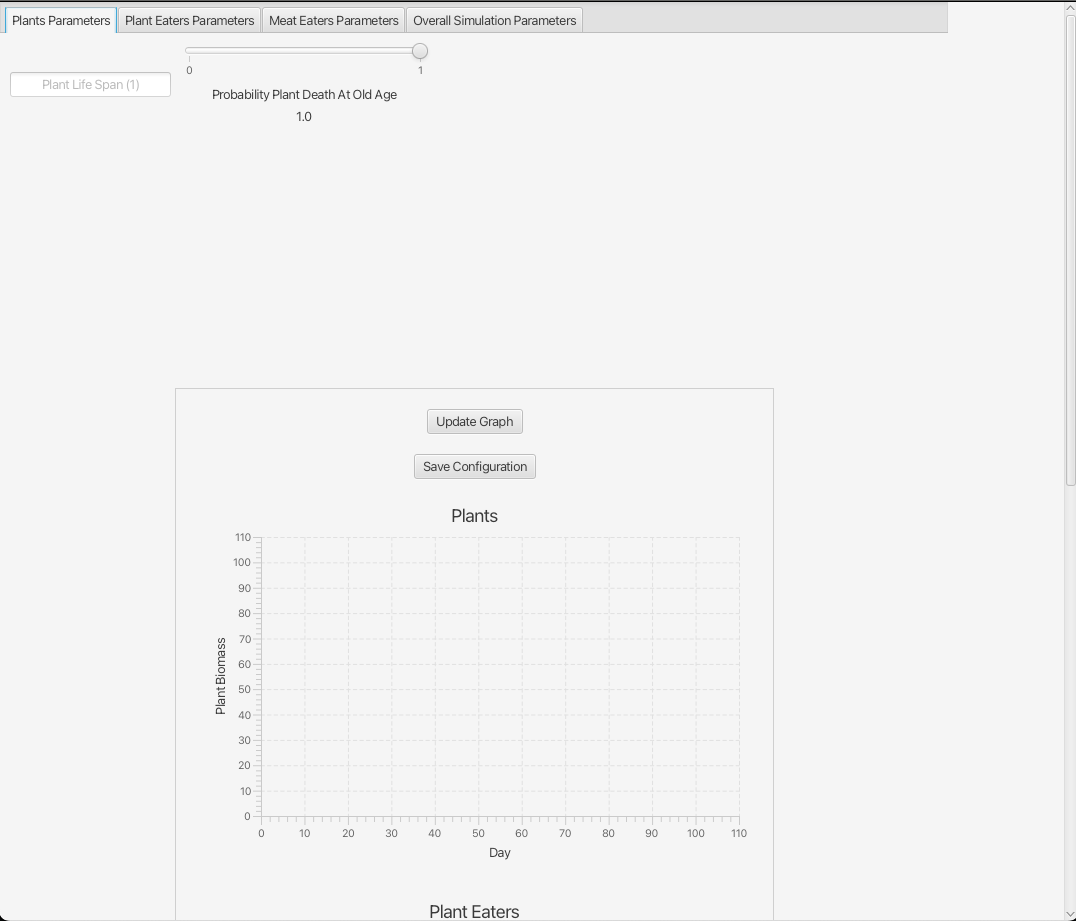 Plants Parameters Plant Eaters Parameters Meat Eaters Parameters Overall Simulation Parameters
0 1
Plant Life Span (1)
Probability Plant Death At Old Age
1.0
Update Graph
Save Configuration
Plants
110
100
90
80
70
60
50
40
30
20
10
0
Plant Biomass
0 10 20 30 40 50 60 70 80 90 100 110
Day
Plant Eaters